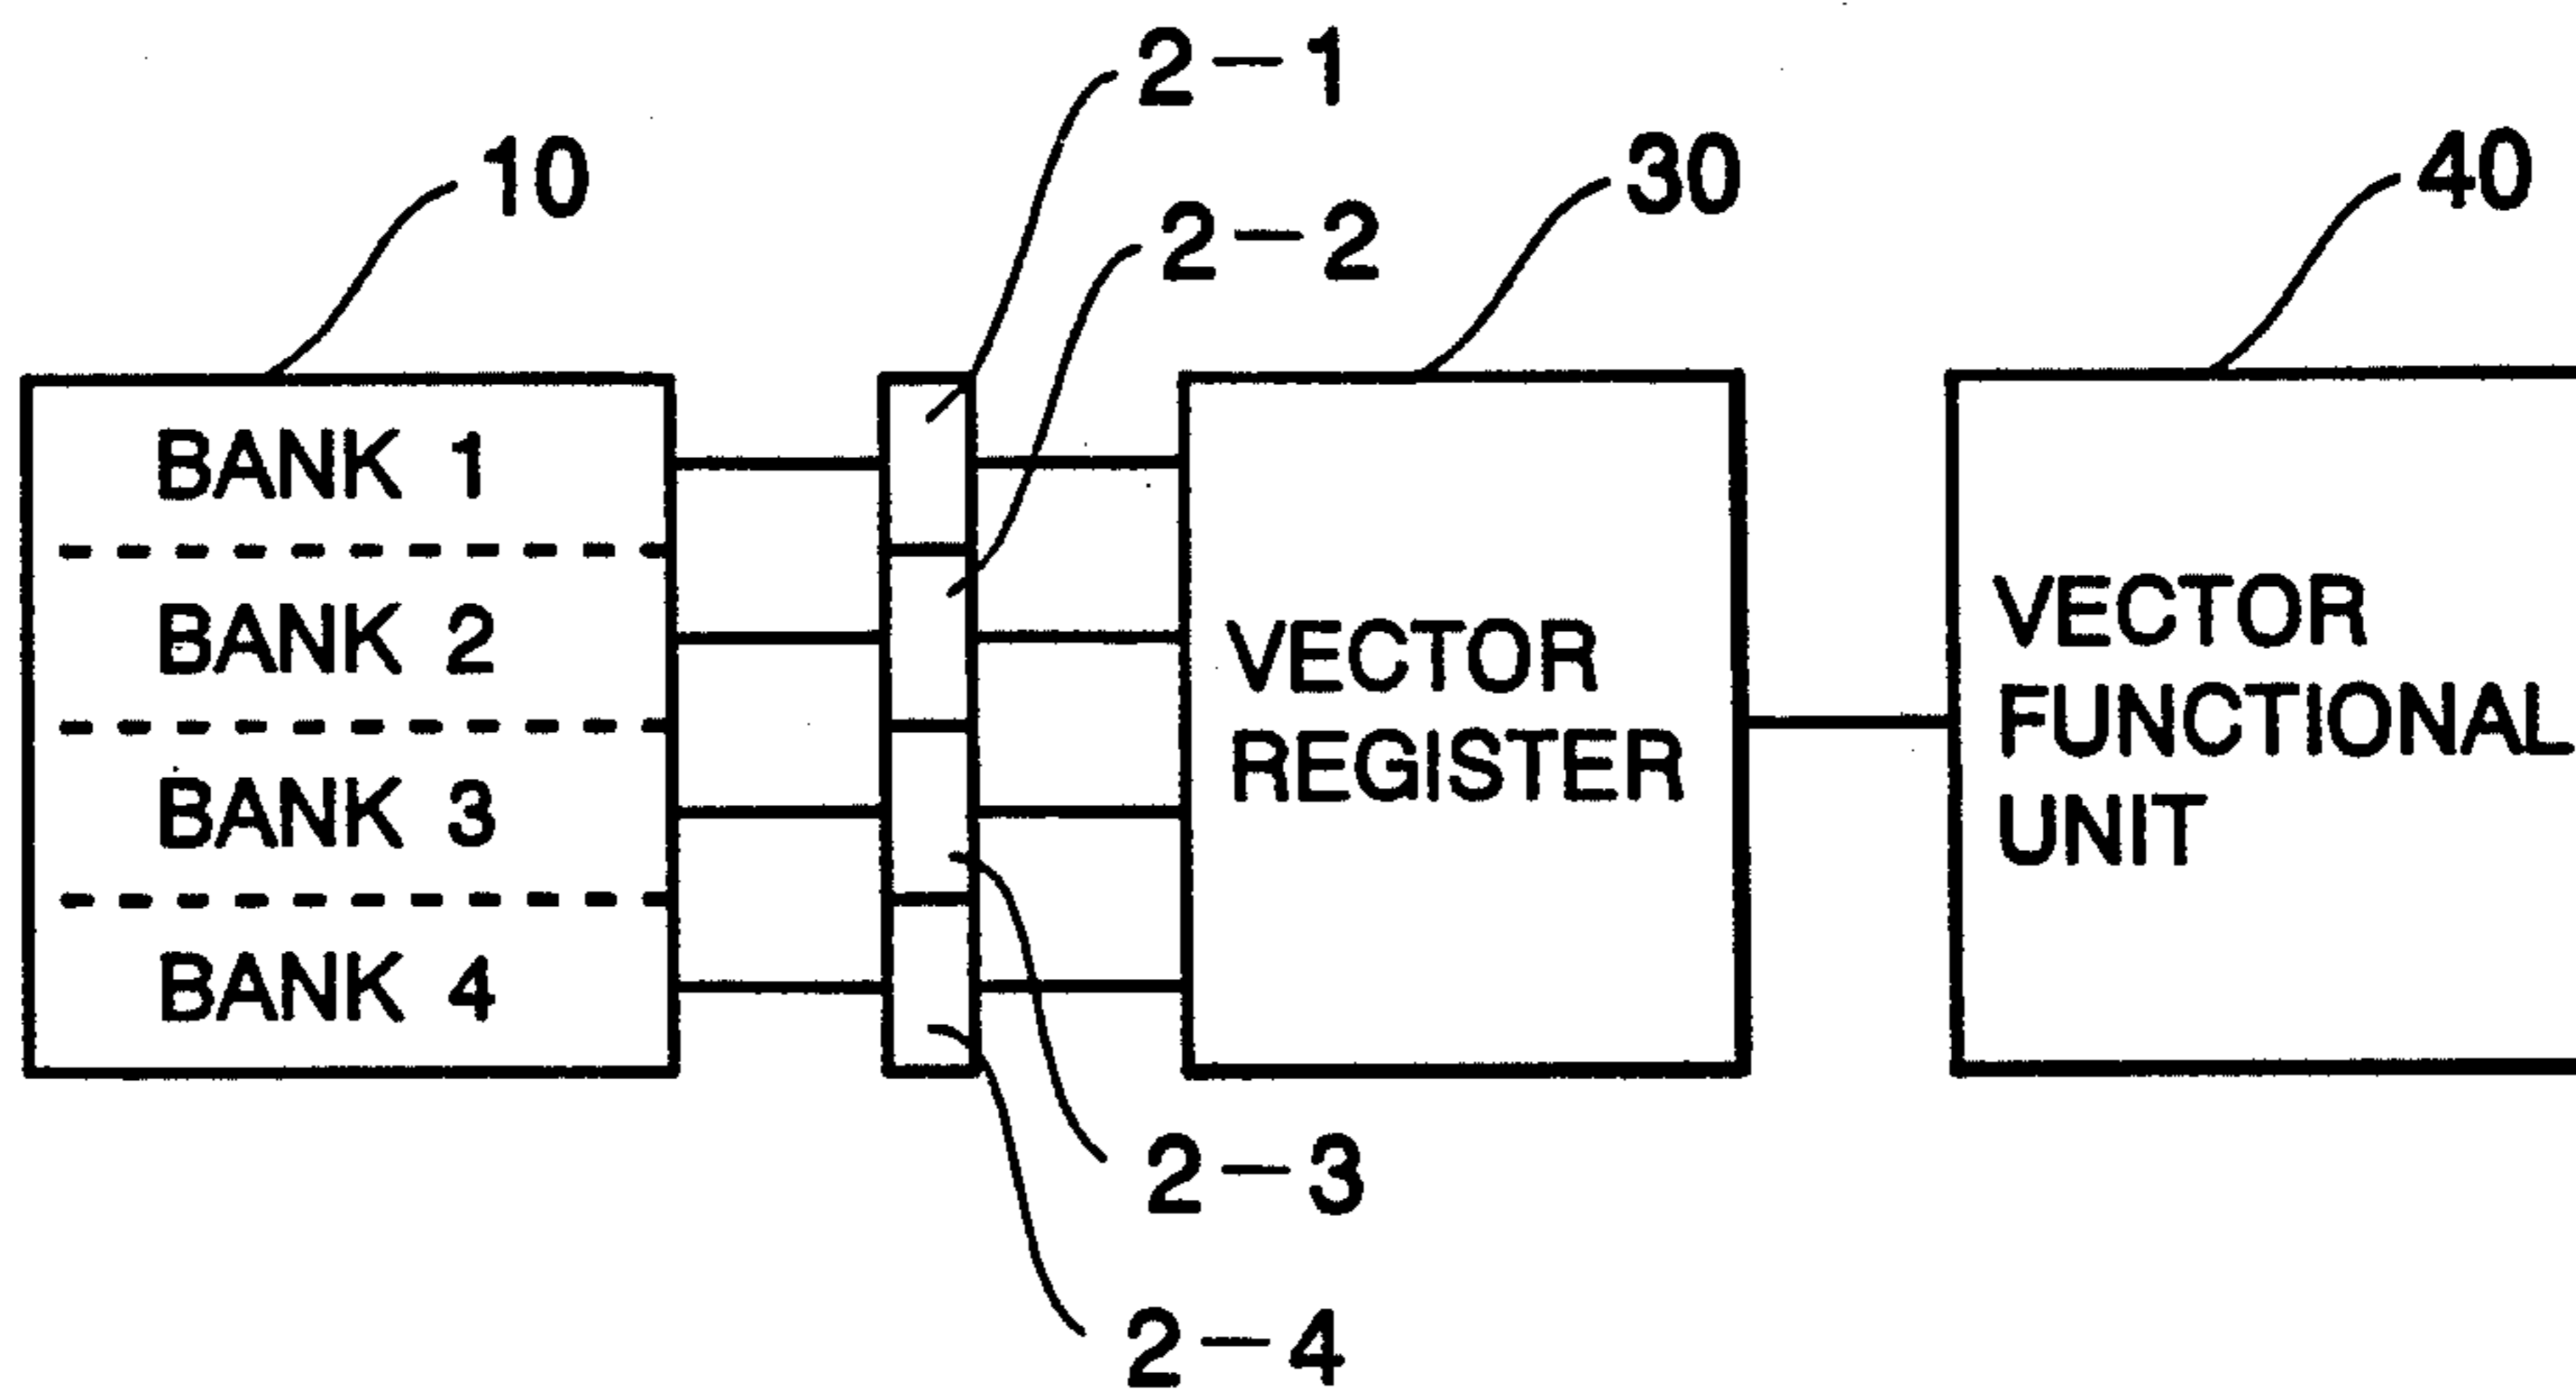 2-1
10
30
40
2-2
BANK 1
BANK 2
BANK 3
BANK 4
VECTOR
REGISTER
VECTOR
FUNCTIONAL
UNIT
2-3
2-4